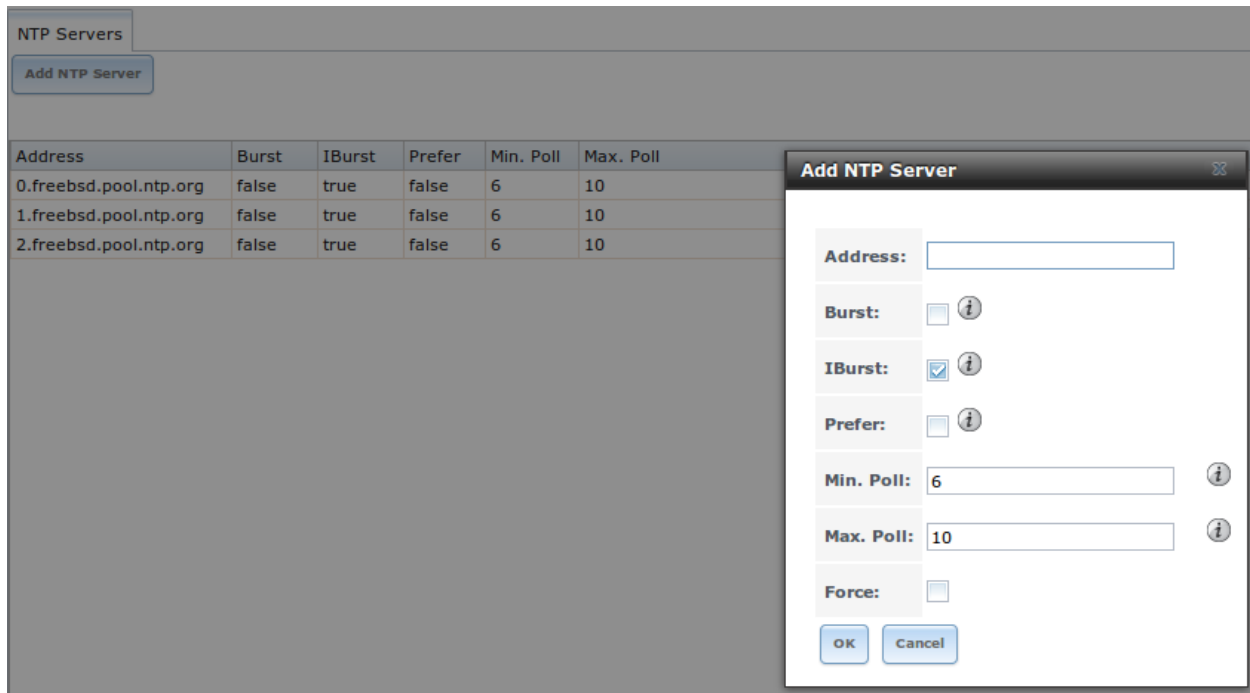 NTP Servers
Add NTP Server
Address Burst IBurst Prefer Min. Poll Max. Poll
0.freebsd.pool.ntp.org false true false 6 10
1.freebsd.pool.ntp.org false true false 6 10
2.freebsd.pool.ntp.org false true false 6 10
Add NTP Server
Address:
Burst:
IBurst:
Prefer:
Min. Poll: 6
Max. Poll: 10
Force:
OK Cancel